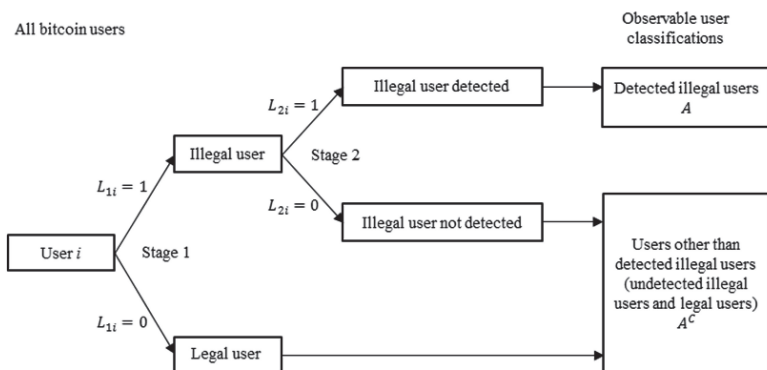 All bitcoin users
Observable user
classifications
Illegal user detected
Detected illegal users
A
L₂ᵢ = 1
Illegal user
Stage 2
L₁ᵢ = 1
L₂ᵢ = 0
Illegal user not detected
User i
Stage 1
Users other than
detected illegal users
(undetected illegal
users and legal users)
Aᶜ
L₁ᵢ = 0
Legal user